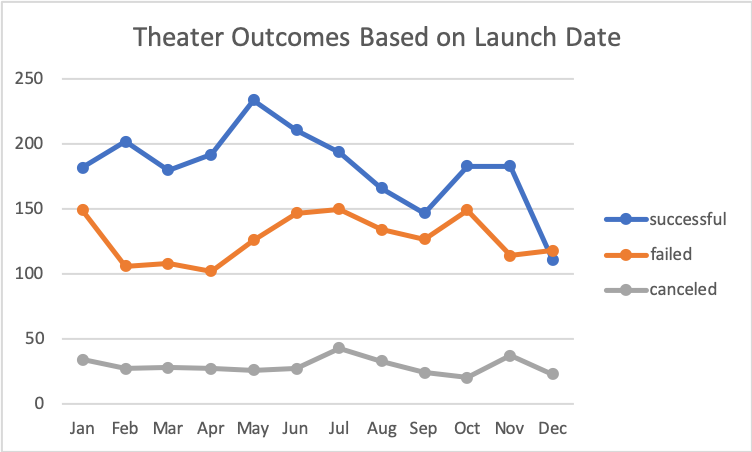 Theater Outcomes Based on Launch Date
250
200
150
100
50
0
Jan Feb Mar Apr May Jun Jul Aug Sep Oct Nov Dec
successful
failed
canceled